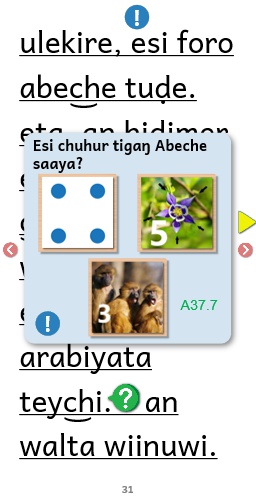 !
ulekire, esi foro
abeche tuḍe.
Esi chuhur tigaŋ Abeche
saaya?
5
3
A37.7
!
arabiyata
teychi. ? an
walta wiinuwi.
31